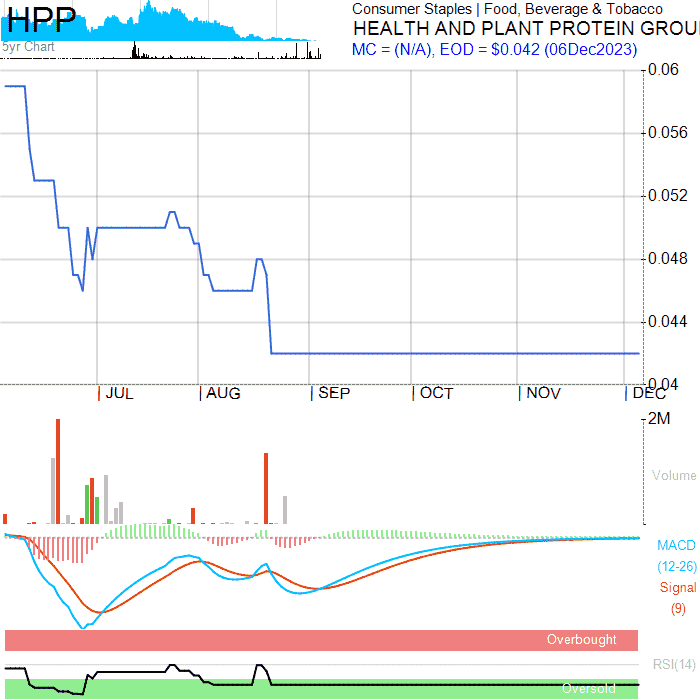 HPP
5yr Chart
Consumer Staples | Food, Beverage & Tobacco
HEALTH AND PLANT PROTEIN GROU
MC = (N/A), EOD = $0.042 (06Dec2023)
0.06
0.056
0.052
0.048
0.044
0.04
JUL AUG SEP OCT NOV DEC
2M
Volume
MACD
(12-26)
Signal
(9)
Overbought
RSI(14)
Oversold